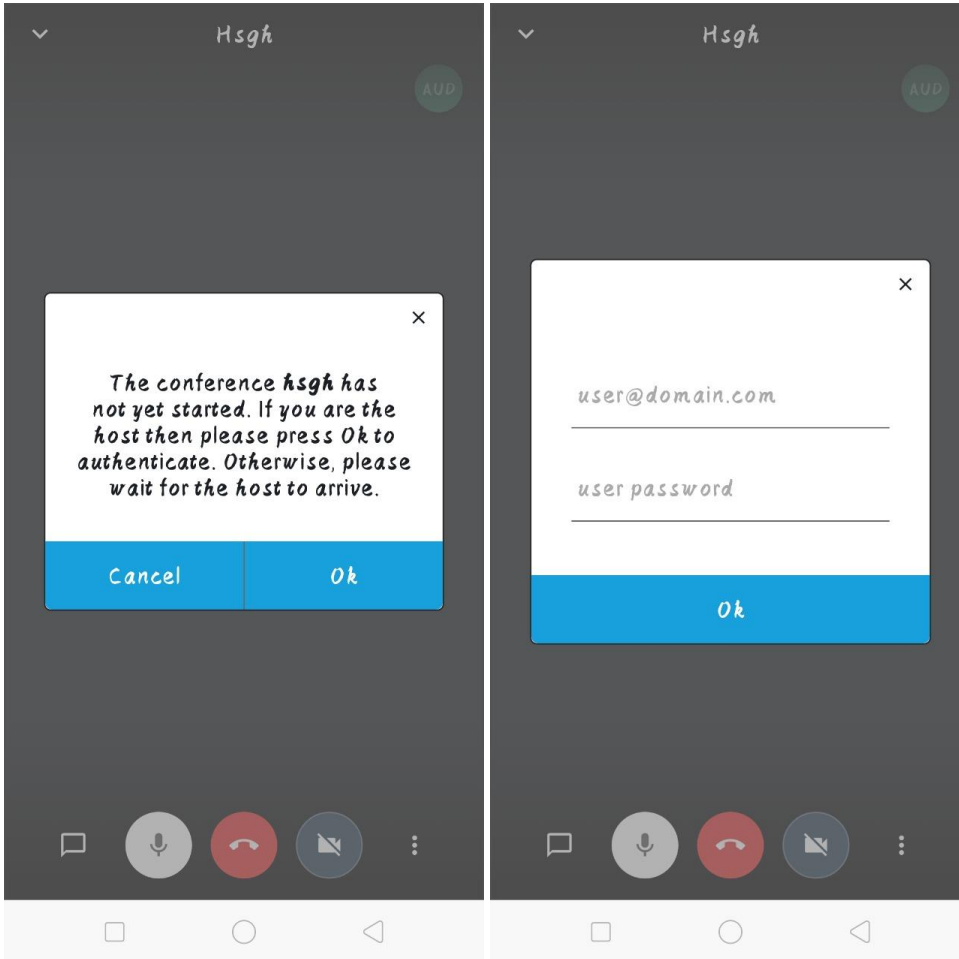 Hsgh
AUD
The conference hsgh has
not yet started. If you are the
host then please press Ok to
authenticate. Otherwise, please
wait for the host to arrive.
Cancel
Ok
Hsgh
AUD
user@domain.com
user password
Ok